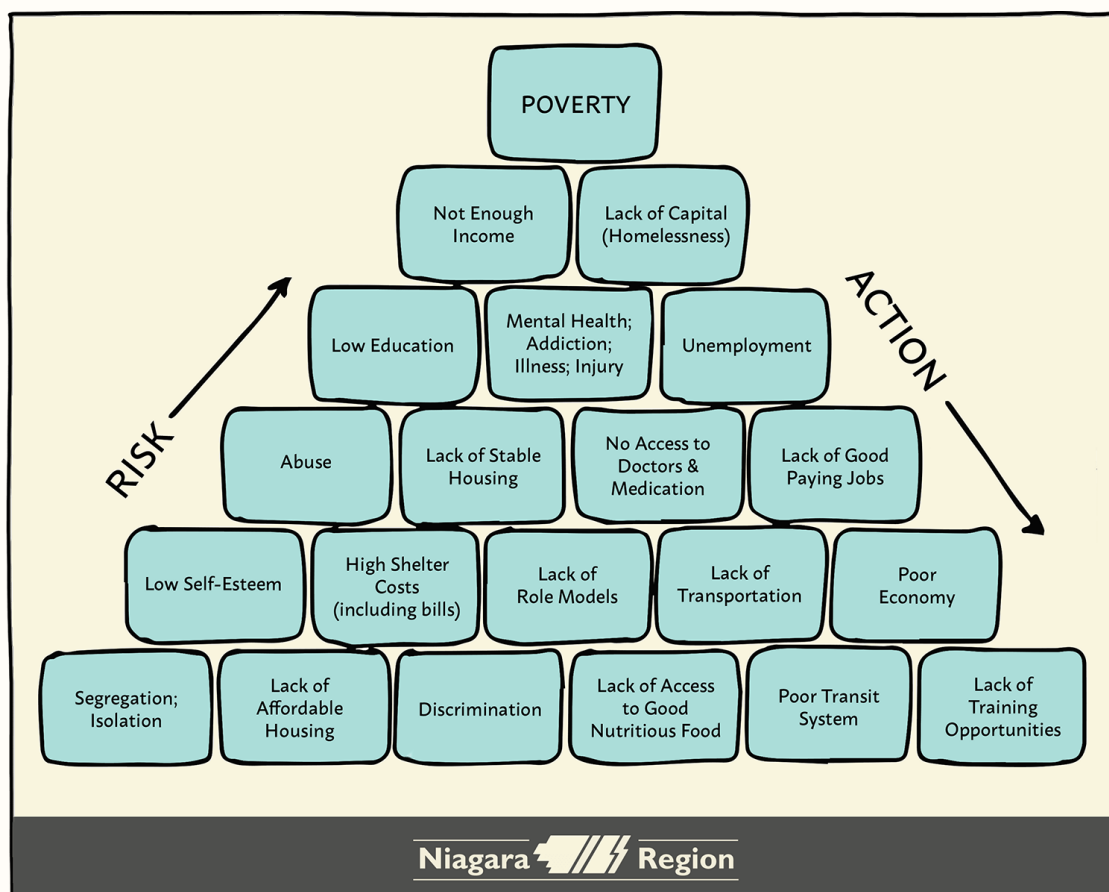 POVERTY
Not Enough
Income
Lack of Capital
(Homelessness)
Low Education
Mental Health;
Addiction;
Illness; Injury
Unemployment
RISK
ACTION
Abuse
Lack of Stable
Housing
No Access to
Doctors &
Medication
Lack of Good
Paying Jobs
Low Self-Esteem
High Shelter
Costs
(including bills)
Lack of
Role Models
Lack of
Transportation
Poor
Economy
Segregation;
Isolation
Lack of
Affordable
Housing
Discrimination
Lack of Access
to Good
Nutritious Food
Poor Transit
System
Lack of
Training
Opportunities
Niagara Region